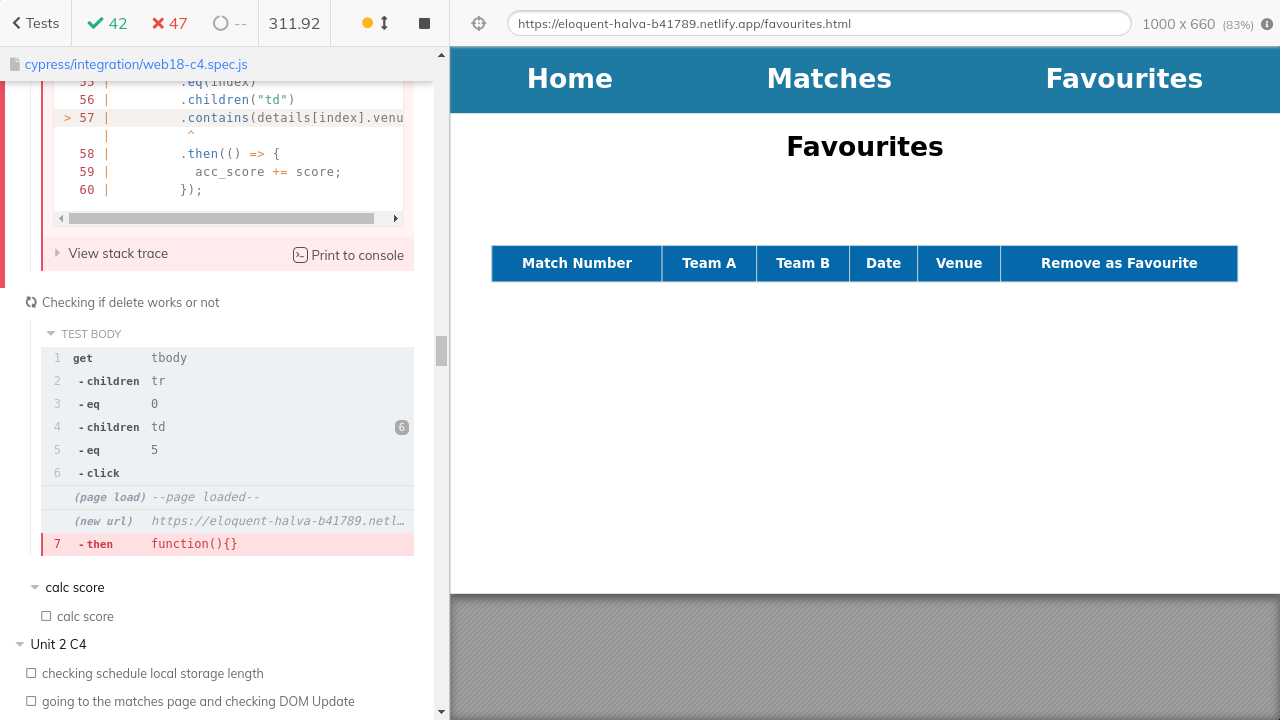 Tests
42
47
--
311.92
https://eloquent-halva-b41789.netlify.app/favourites.html
1000 x 660 (83%)
cypress/integration/web18-c4.spec.js
55 | .eq(index)
56 | .children("td")
> 57 | .contains(details[index].venu
| ^
58 | .then(() => {
59 | acc_score += score;
60 | });
View stack trace
Print to console
Checking if delete works or not
TEST BODY
1 get tbody
2 -children tr
3 -eq 0
4 -children td 6
5 -eq 5
6 -click
(page load) --page loaded--
(new url) https://eloquent-halva-b41789.netl…
7 -then function(){}
calc score
calc score
Unit 2 C4
checking schedule local storage length
going to the matches page and checking DOM Update
Home Matches Favourites
Favourites
Match Number Team A Team B Date Venue Remove as Favourite